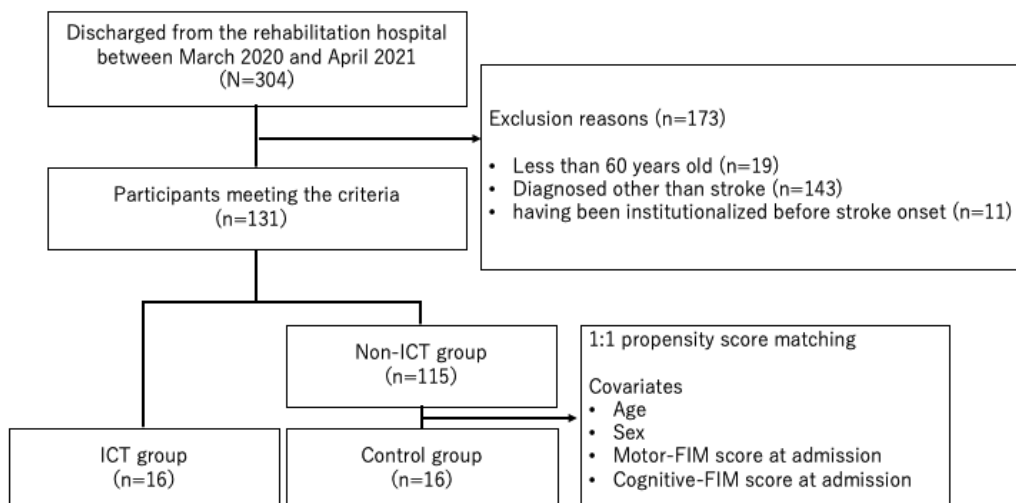 Discharged from the rehabilitation hospital
between March 2020 and April 2021
(N=304)
Exclusion reasons (n=173)
• Less than 60 years old (n=19)
• Diagnosed other than stroke (n=143)
• having been institutionalized before stroke onset (n=11)
Participants meeting the criteria
(n=131)
Non-ICT group
(n=115)
1:1 propensity score matching
Covariates
• Age
• Sex
• Motor-FIM score at admission
• Cognitive-FIM score at admission
ICT group
(n=16)
Control group
(n=16)